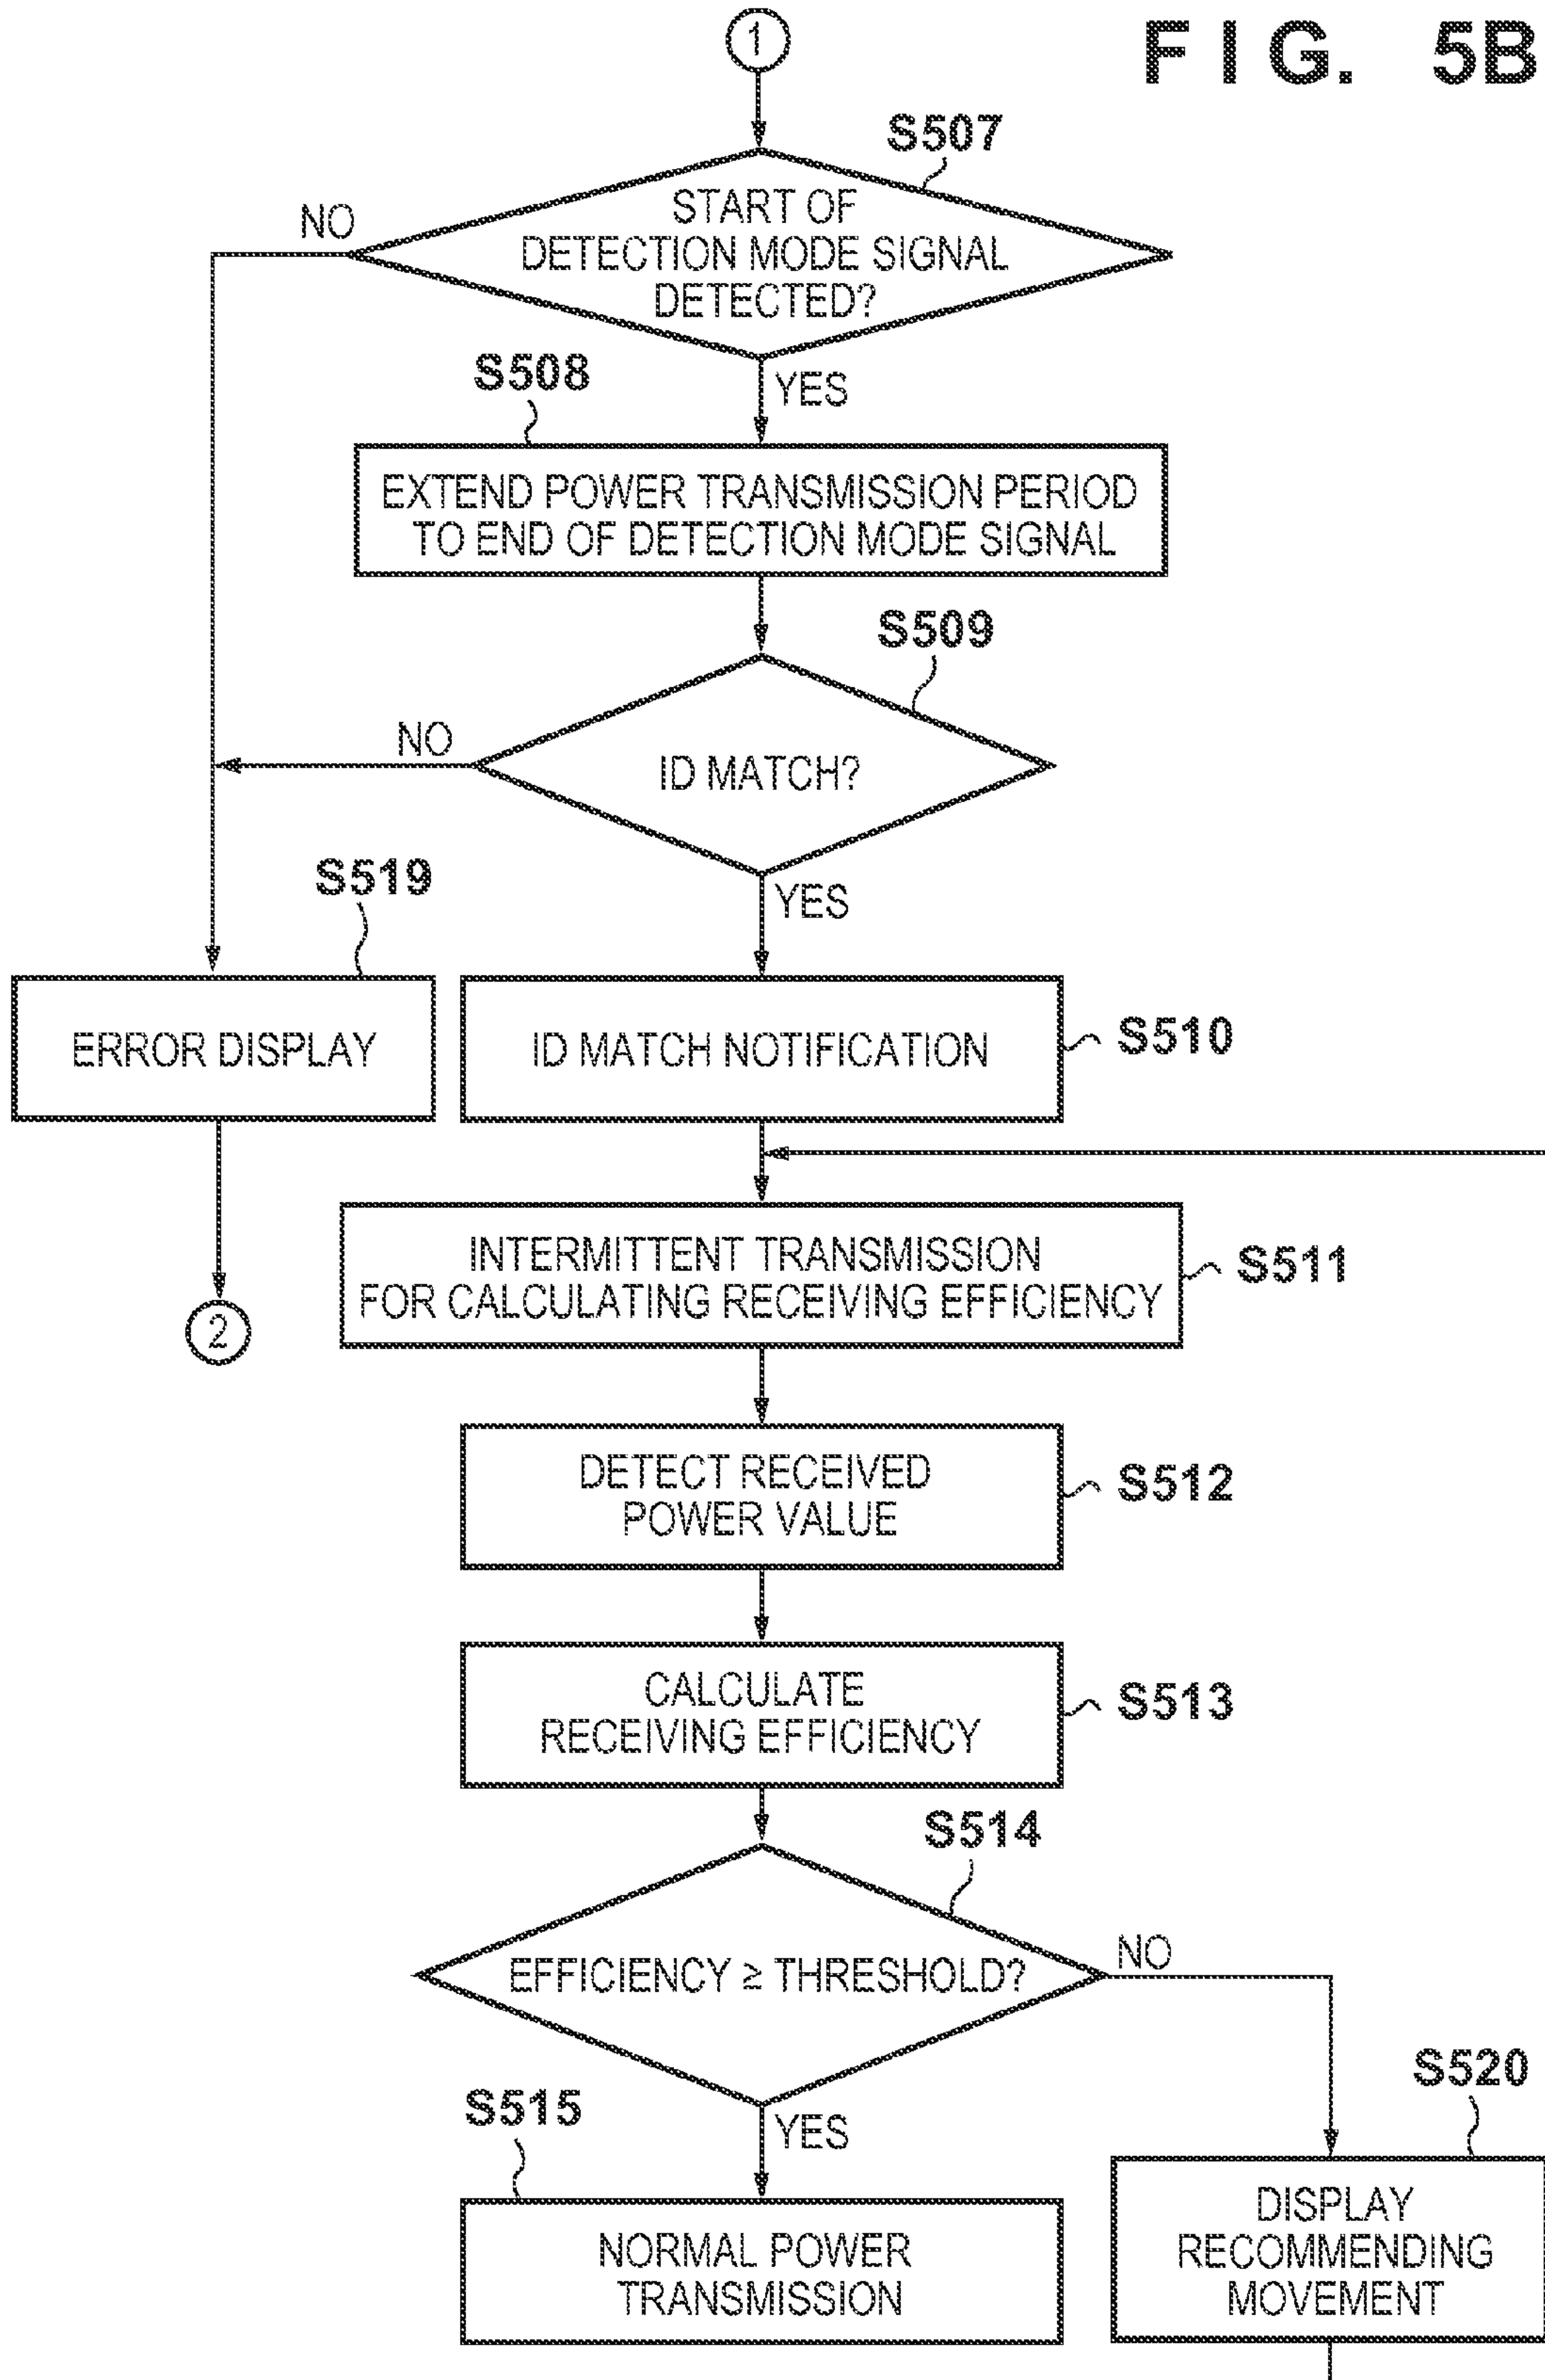 1
F I G. 5B
S507
NO
START OF
DETECTION MODE SIGNAL
DETECTED?
S508
YES
EXTEND POWER TRANSMISSION PERIOD
TO END OF DETECTION MODE SIGNAL
S509
NO
ID MATCH?
S519
YES
ERROR DISPLAY
ID MATCH NOTIFICATION
S510
INTERMITTENT TRANSMISSION
FOR CALCULATING RECEIVING EFFICIENCY
S511
2
DETECT RECEIVED
POWER VALUE
S512
CALCULATE
RECEIVING EFFICIENCY
S513
S514
EFFICIENCY ≥ THRESHOLD?
NO
S515
YES
S520
NORMAL POWER
TRANSMISSION
DISPLAY
RECOMMENDING
MOVEMENT